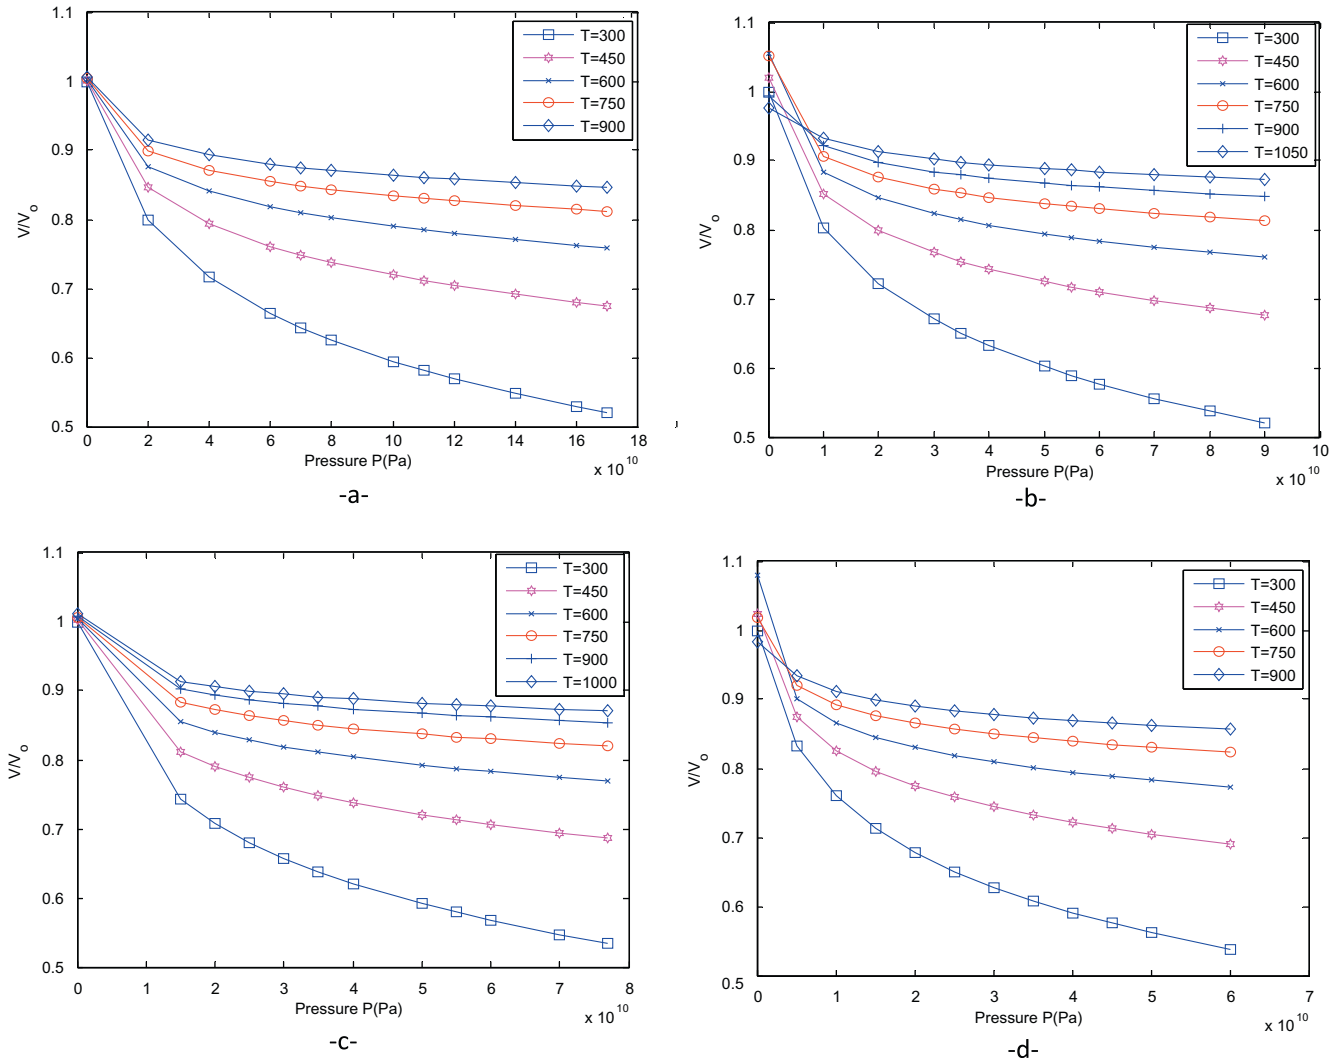 1.1
1
0.9
0.8
0.7
0.6
0.5
V/Vo
0 2 4 6 8 10 12 14 16 18
Pressure P(Pa)
x 10^10
T=300
T=450
T=600
T=750
T=900
-a-
1.1
1
0.9
0.8
0.7
0.6
0.5
V/Vo
0 1 2 3 4 5 6 7 8 9 10
Pressure P(Pa)
x 10^10
T=300
T=450
T=600
T=750
T=900
T=1050
-b-
1.1
1
0.9
0.8
0.7
0.6
0.5
V/Vo
0 1 2 3 4 5 6 7 8
Pressure P(Pa)
x 10^10
T=300
T=450
T=600
T=750
T=900
T=1000
-c-
1.1
1
0.9
0.8
0.7
0.6
0.5
V/Vo
0 1 2 3 4 5 6 7
Pressure P(Pa)
x 10^10
T=300
T=450
T=600
T=750
T=900
-d-